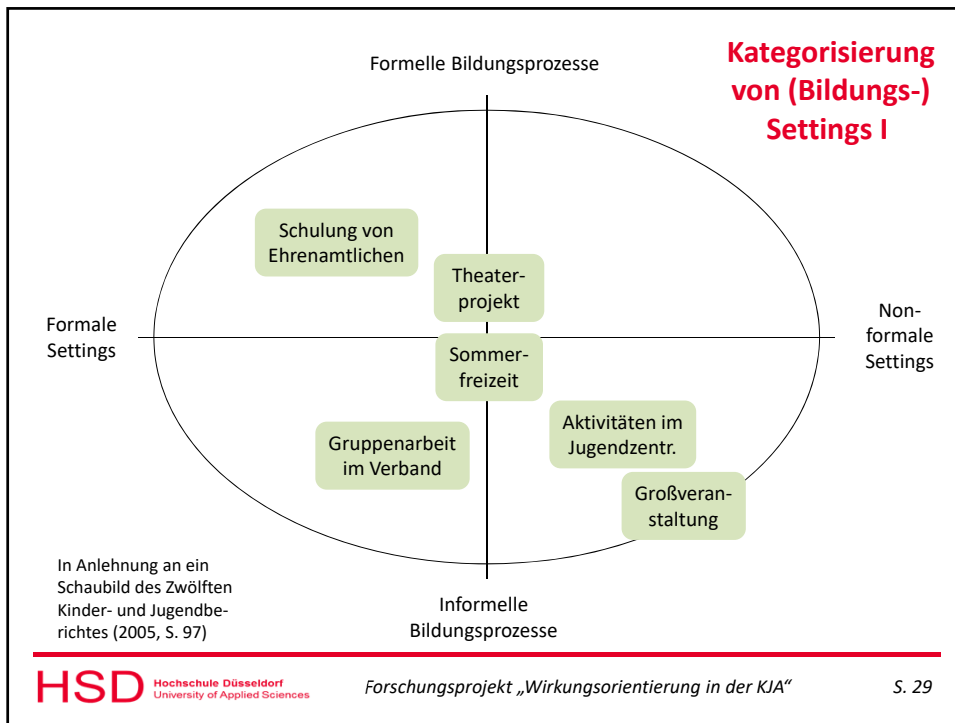 Kategorisierung
von (Bildungs-)
Settings I
Formelle Bildungsprozesse
Schulung von
Ehrenamtlichen
Theater-
projekt
Formale
Settings
Non-
formale
Settings
Sommer-
freizeit
Gruppenarbeit
im Verband
Aktivitäten im
Jugendzentr.
Großveran-
staltung
In Anlehnung an ein
Schaubild des Zwölften
Kinder- und Jugendbe-
richtes (2005, S. 97)
Informelle
Bildungsprozesse
HSD
Hochschule Düsseldorf
University of Applied Sciences
Forschungsprojekt „Wirkungsorientierung in der KJA“
S. 29